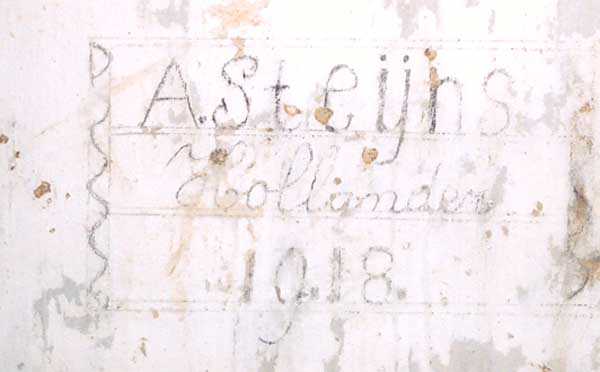 A. Steijns
Hollander
1918.